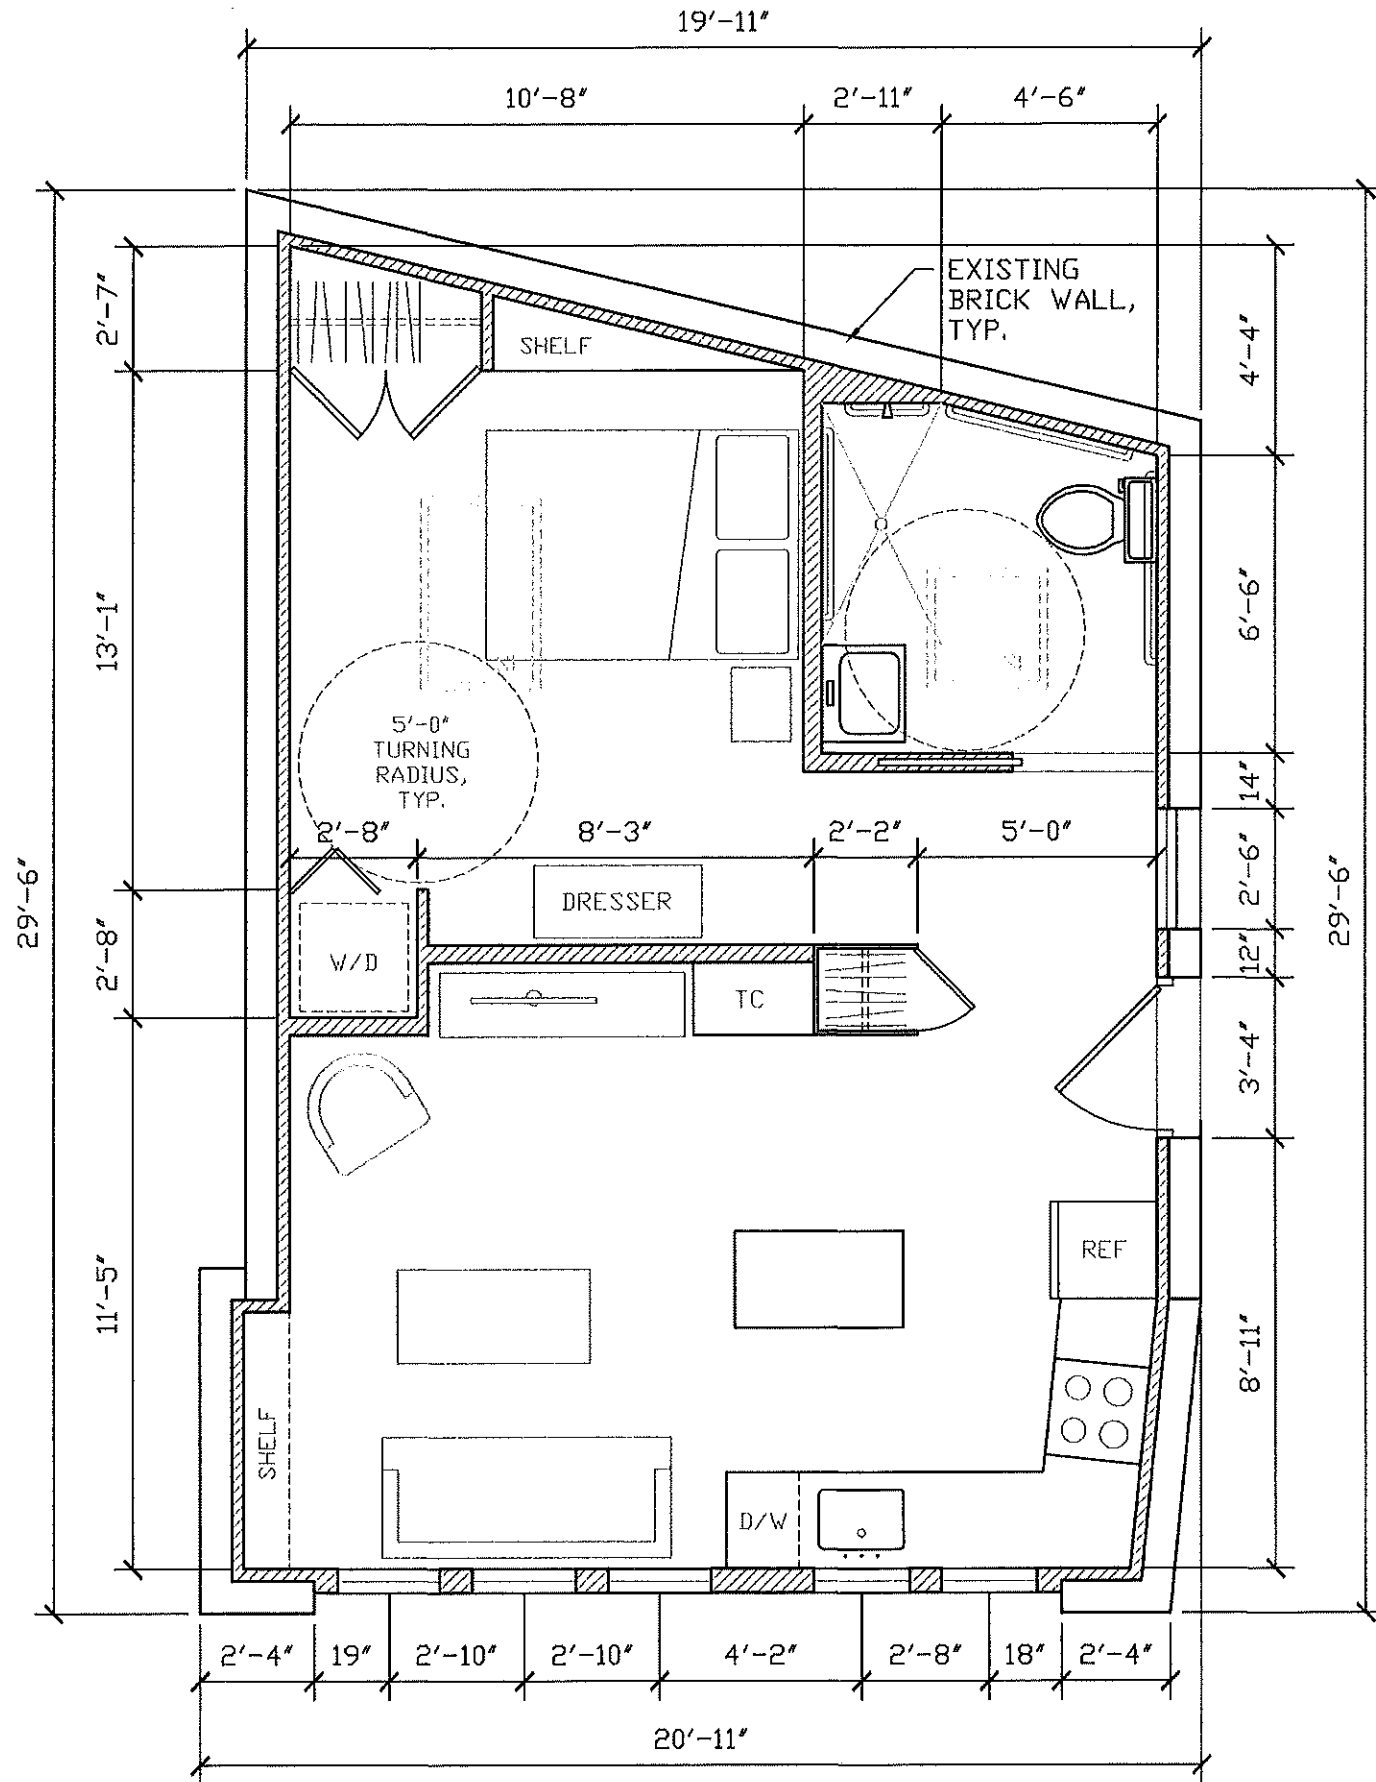 19'-11"
10'-8"
2'-11"
4'-6"
EXISTING
BRICK WALL,
TYP.
2'-7"
SHELF
4'-4"
13'-1"
6'-6"
5'-0"
TURNING
RADIUS,
TYP.
14"
2'-8"
8'-3"
2'-2"
5'-0"
29'-6"
2'-6"
29'-6"
DRESSER
2'-8"
W/D
12"
TC
3'-4"
REF
11'-5"
8'-11"
SHELF
D/W
2'-4"
19"
2'-10"
2'-10"
4'-2"
2'-8"
18"
2'-4"
20'-11"